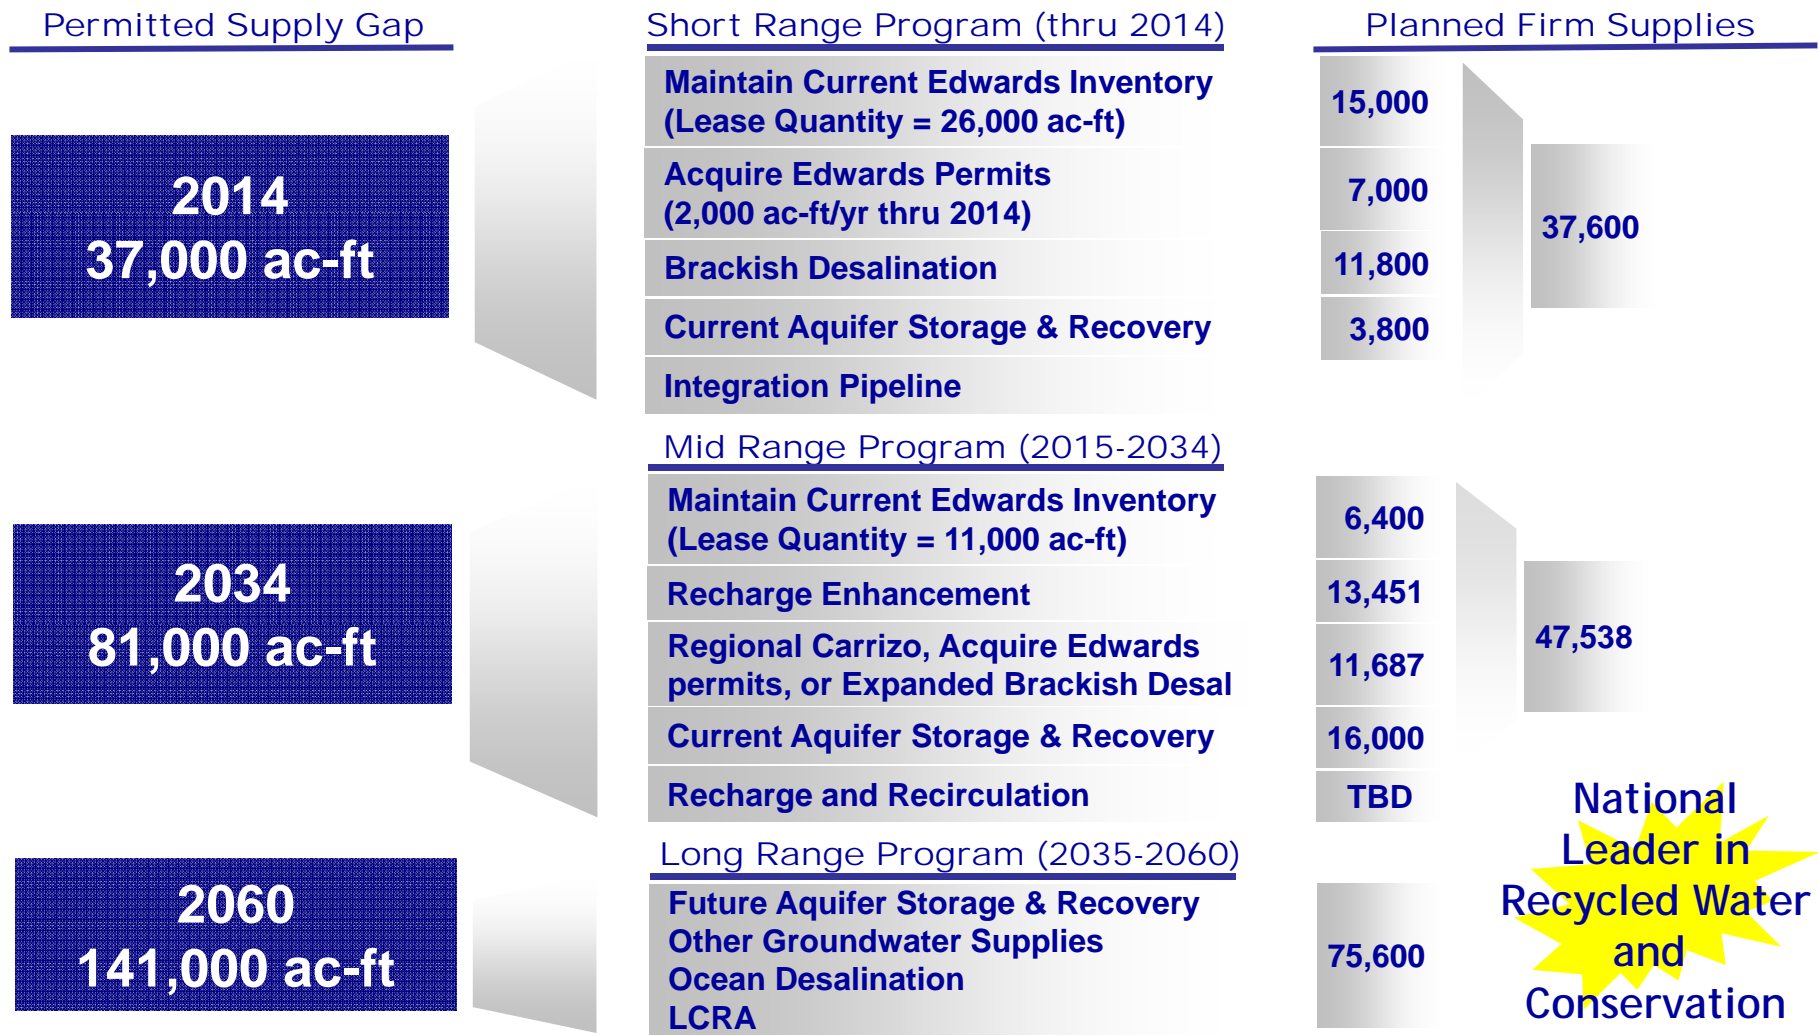 Permitted Supply Gap
Short Range Program (thru 2014)
Planned Firm Supplies
2014
37,000 ac-ft
Maintain Current Edwards Inventory
(Lease Quantity = 26,000 ac-ft)
15,000
Acquire Edwards Permits
(2,000 ac-ft/yr thru 2014)
7,000
Brackish Desalination
11,800
Current Aquifer Storage & Recovery
3,800
Integration Pipeline
37,600
Mid Range Program (2015-2034)
2034
81,000 ac-ft
Maintain Current Edwards Inventory
(Lease Quantity = 11,000 ac-ft)
6,400
Recharge Enhancement
13,451
Regional Carrizo, Acquire Edwards
permits, or Expanded Brackish Desal
11,687
Current Aquifer Storage & Recovery
16,000
Recharge and Recirculation
TBD
47,538
Long Range Program (2035-2060)
2060
141,000 ac-ft
Future Aquifer Storage & Recovery
Other Groundwater Supplies
Ocean Desalination
LCRA
75,600
National
Leader in
Recycled Water
and
Conservation